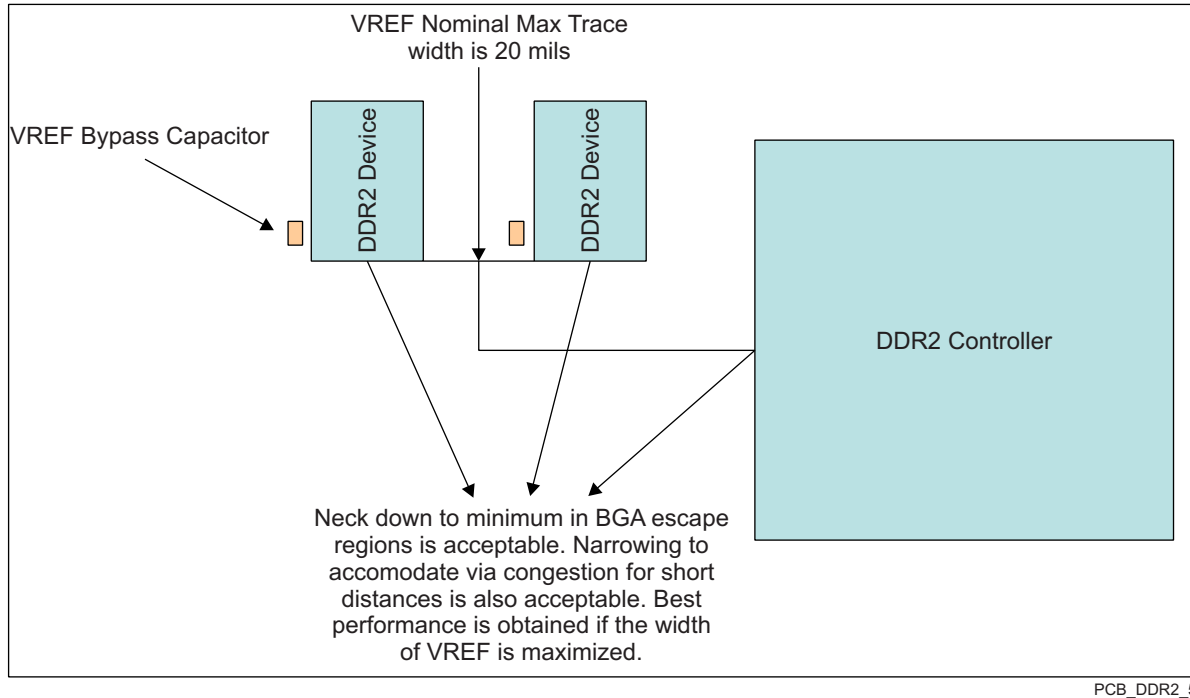 VREF Nominal Max Trace
width is 20 mils
VREF Bypass Capacitor
DDR2 Device
DDR2 Device
DDR2 Controller
Neck down to minimum in BGA escape
regions is acceptable. Narrowing to
accomodate via congestion for short
distances is also acceptable. Best
performance is obtained if the width
of VREF is maximized.